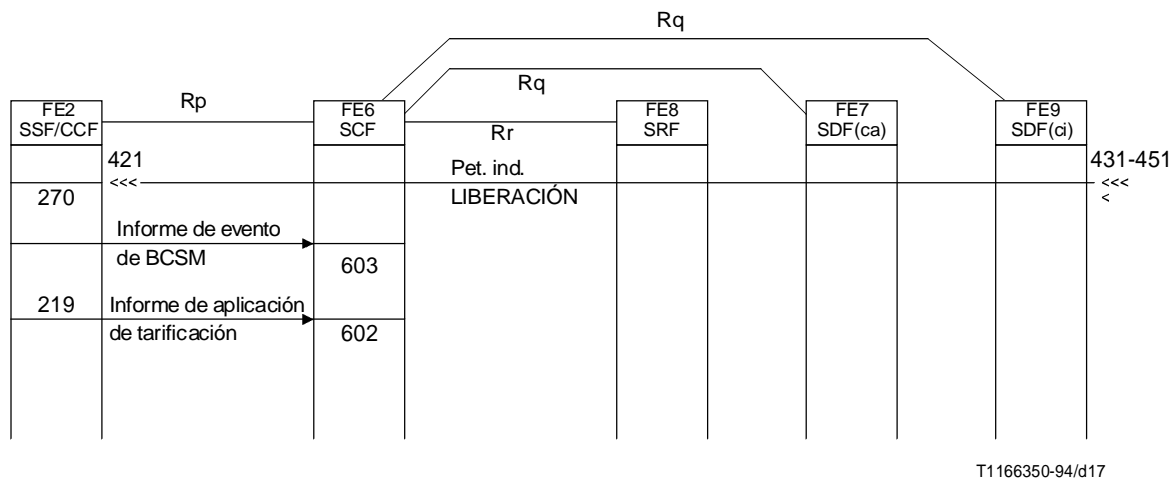 Rq
Rq
Rp
Rr
FE2
SSF/CCF
FE6
SCF
FE8
SRF
FE7
SDF(ca)
FE9
SDF(ci)
421
<<<
Pet. ind.
LIBERACIÓN
431-451
<<<
<
270
Informe de evento
de BCSM
603
219
Informe de aplicación
de tarificación
602
T1166350-94/d17